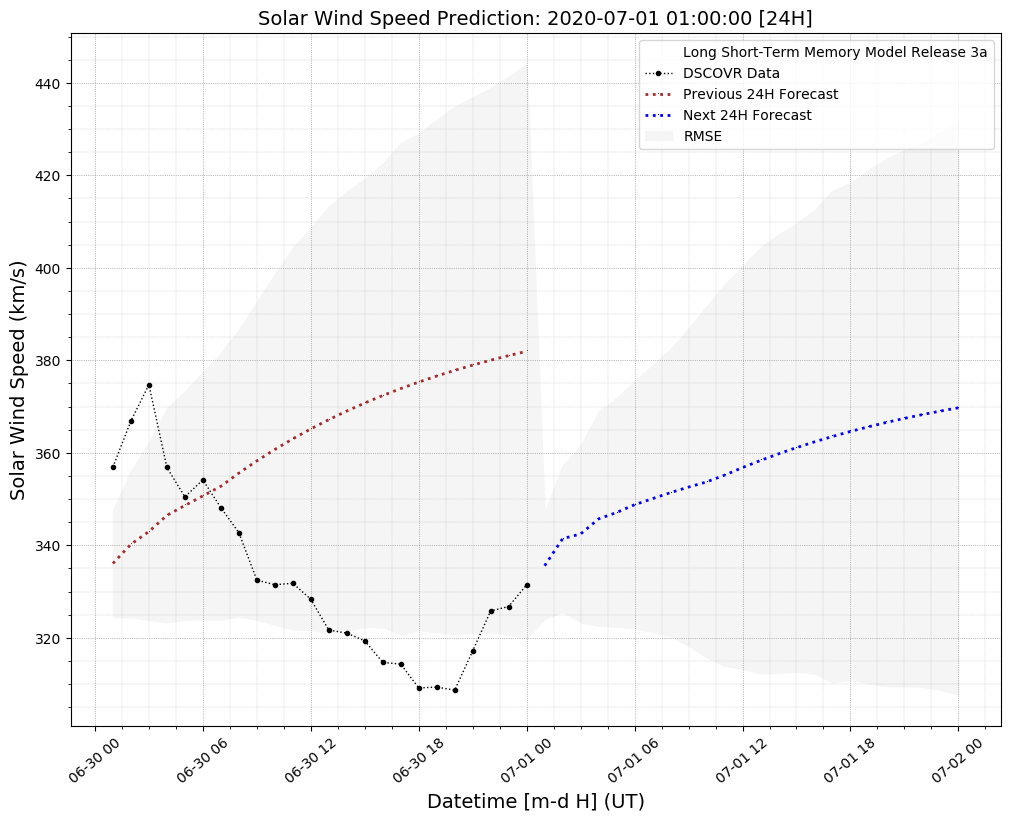 Solar Wind Speed Prediction: 2020-07-01 01:00:00 [24H]
Long Short-Term Memory Model Release 3a
DSCOVR Data
Previous 24H Forecast
Next 24H Forecast
RMSE
Solar Wind Speed (km/s)
440
420
400
380
360
340
320
06-30 00
06-30 06
06-30 12
06-30 18
07-01 00
07-01 06
07-01 12
07-01 18
07-02 00
Datetime [m-d H] (UT)